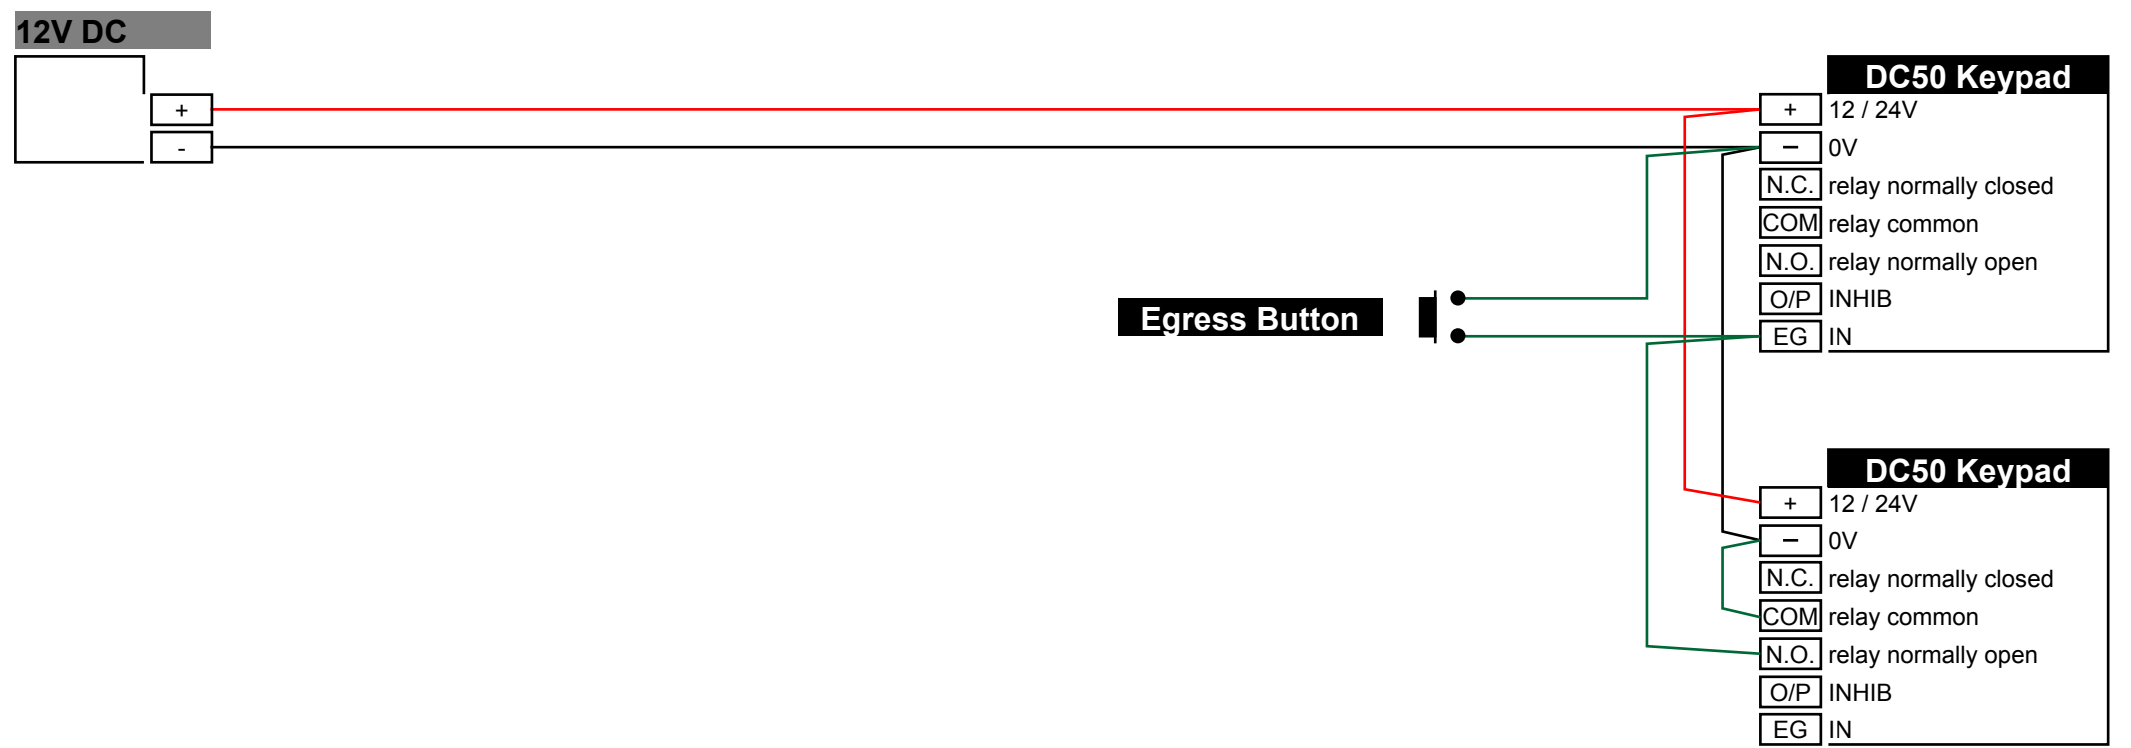 12V DC
+
-
DC50 Keypad
+ 12 / 24V
− 0V
N.C. relay normally closed
COM relay common
N.O. relay normally open
O/P INHIB
EG IN
Egress Button
DC50 Keypad
+ 12 / 24V
− 0V
N.C. relay normally closed
COM relay common
N.O. relay normally open
O/P INHIB
EG IN